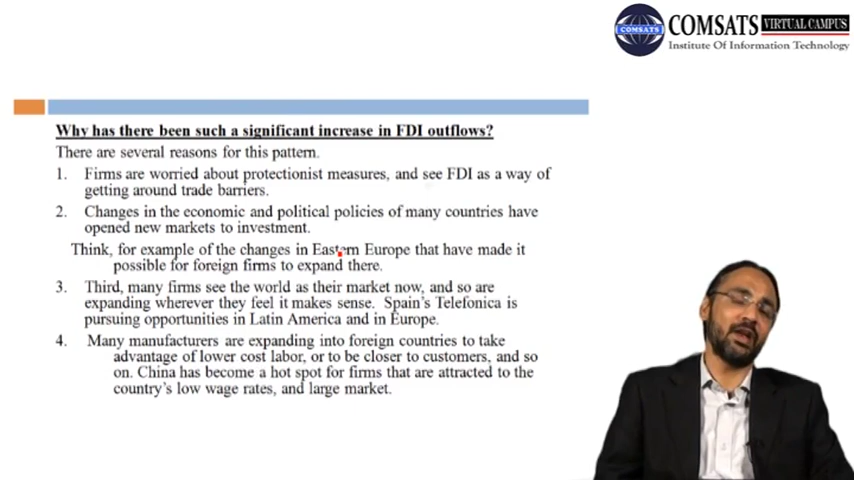 COMSATS
COMSATS VIRTUAL CAMPUS
Institute Of Information Technology
Why has there been such a significant increase in FDI outflows?
There are several reasons for this pattern.
1. Firms are worried about protectionist measures, and see FDI as a way of
getting around trade barriers.
2. Changes in the economic and political policies of many countries have
opened new markets to investment.
Think, for example of the changes in Eastern Europe that have made it
possible for foreign firms to expand there.
3. Third, many firms see the world as their market now, and so are
expanding wherever they feel it makes sense. Spain's Telefonica is
pursuing opportunities in Latin America and in Europe.
4. Many manufacturers are expanding into foreign countries to take
advantage of lower cost labor, or to be closer to customers, and so
on. China has become a hot spot for firms that are attracted to the
country's low wage rates, and large market.